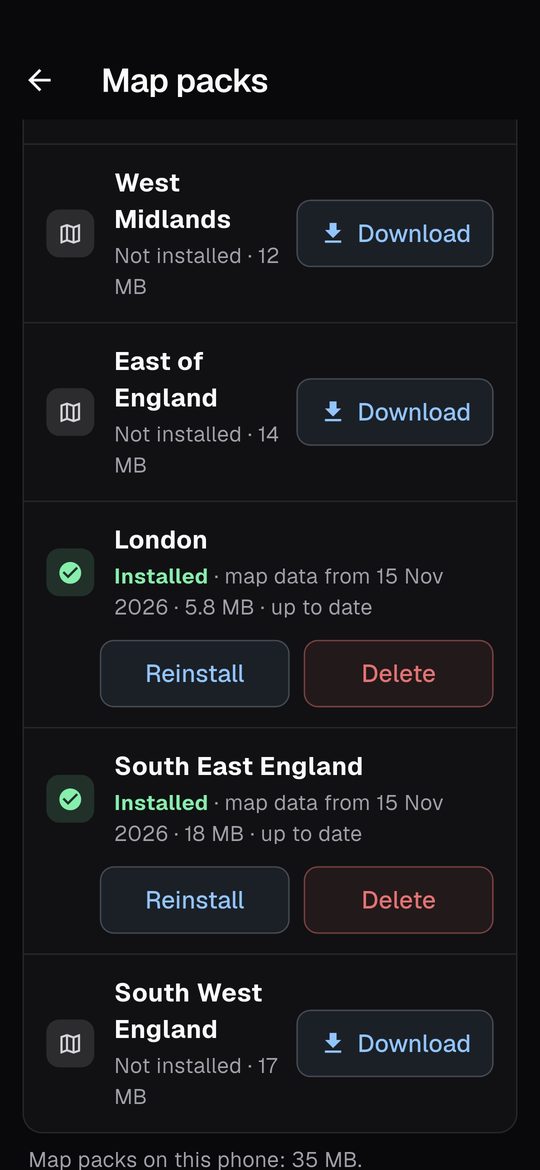 Map packs
West
Midlands
Not installed · 12
MB
Download
East of
England
Not installed · 14
MB
Download
London
Installed · map data from 15 Nov
2026 · 5.8 MB · up to date
Reinstall
Delete
South East England
Installed · map data from 15 Nov
2026 · 18 MB · up to date
Reinstall
Delete
South West
England
Not installed · 17
MB
Download
Map packs on this phone: 35 MB.